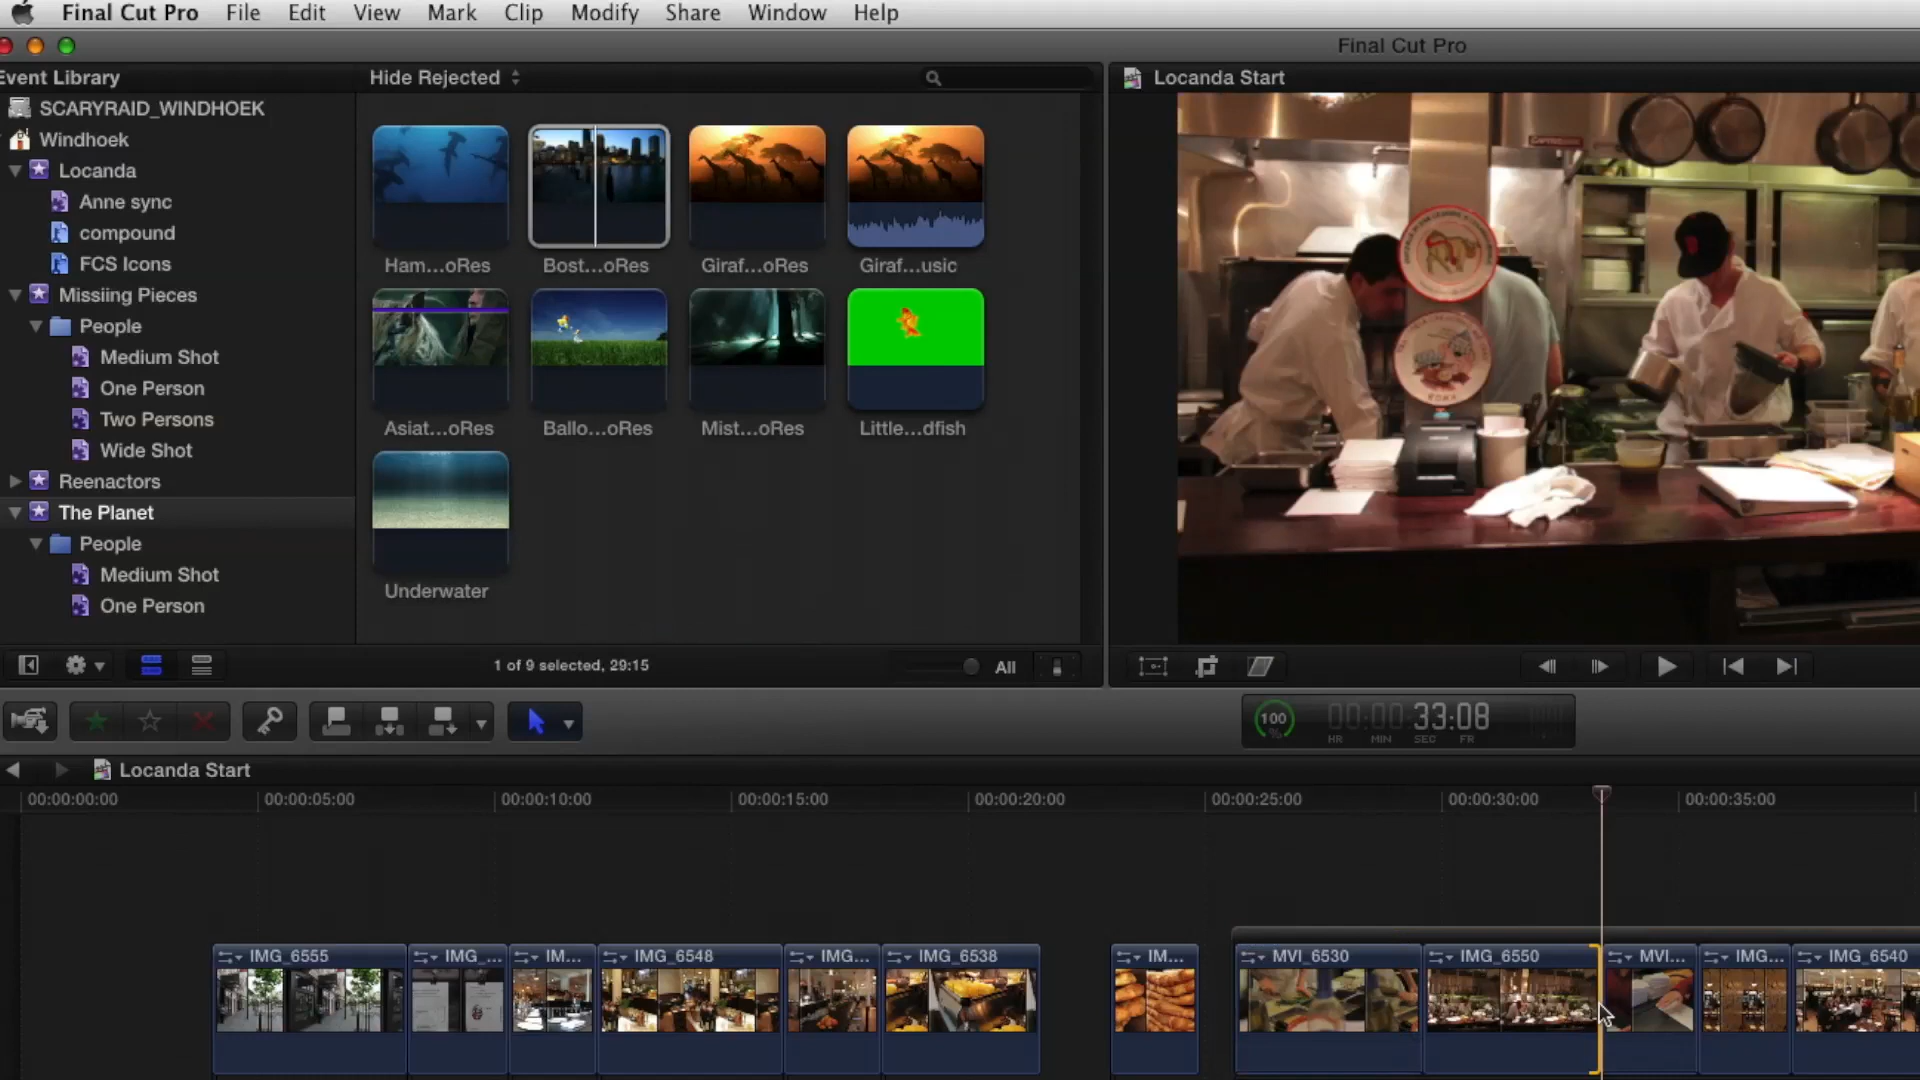 Final Cut Pro File Edit View Mark Clip Modify Share Window Help
Final Cut Pro
Event Library
Hide Rejected
Locanda Start
SCARYRAID_WINDHOEK
Windhoek
Locanda
Anne sync
compound
FCS Icons
Missiing Pieces
People
Medium Shot
One Person
Two Persons
Wide Shot
Reenactors
The Planet
People
Medium Shot
One Person
Ham...oRes
Bost...oRes
Giraf...oRes
Giraf...usic
Asiat...oRes
Ballo...oRes
Mist...oRes
Little...dfish
Underwater
1 of 9 selected, 29:15
All
100 %
00:00:33:08
HR MIN SEC FR
Locanda Start
00:00:00:00 00:00:05:00 00:00:10:00 00:00:15:00 00:00:20:00 00:00:25:00 00:00:30:00 00:00:35:00
IMG_6555 IMG_... IM... IMG_6548 IMG... IMG_6538 IM... MVI_6530 IMG_6550 MVI... IMG... IMG_6540